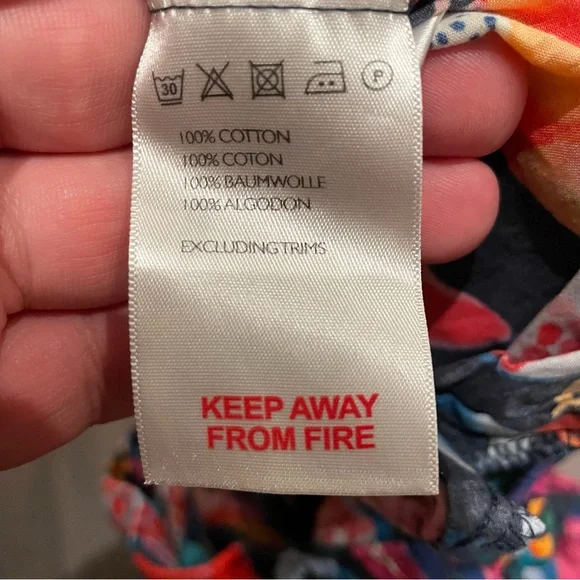 30
P
100% COTTON
100% COTON
100% BAUMWOLLE
100% ALGODON
EXCLUDING TRIMS
KEEP AWAY
FROM FIRE